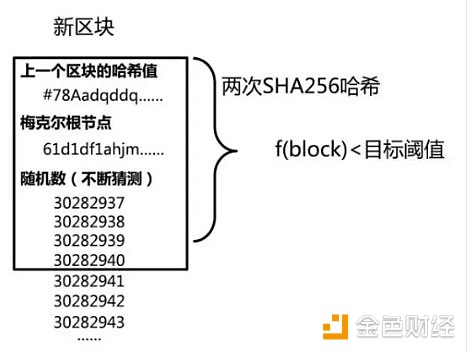 新区块
上一个区块的哈希值
#78Aadqddq......
梅克尔根节点
61d1df1ahjm......
随机数（不断猜测）
30282937
30282938
30282939
30282940
30282941
30282942
30282943
......
两次SHA256哈希
f(block)<目标阈值
金色财经